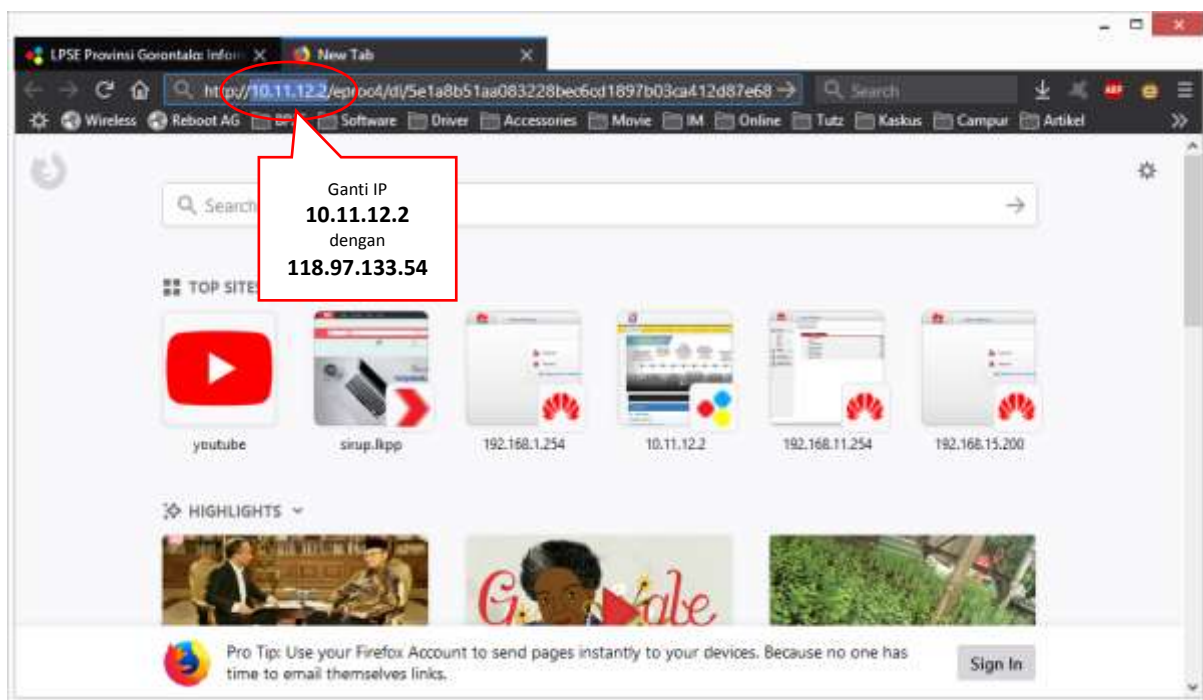 LPSE Provinsi Gorontalo: Inform
New Tab
http://10.11.12.2/eproc4/dl/5e1a8b51aa083228bec6cd1897b03ca412d87e68
Search
ABP
Wireless Reboot AG Software Driver Accessories Movie IM Online Tutz Kaskus Campur Artikel
Ganti IP
10.11.12.2
dengan
118.97.133.54
Search
TOP SITES
youtube sirup.lkpp 192.168.1.254 10.11.12.2 192.168.11.254 192.168.15.200
HIGHLIGHTS
Pro Tip: Use your Firefox Account to send pages instantly to your devices. Because no one has
time to email themselves links.
Sign In